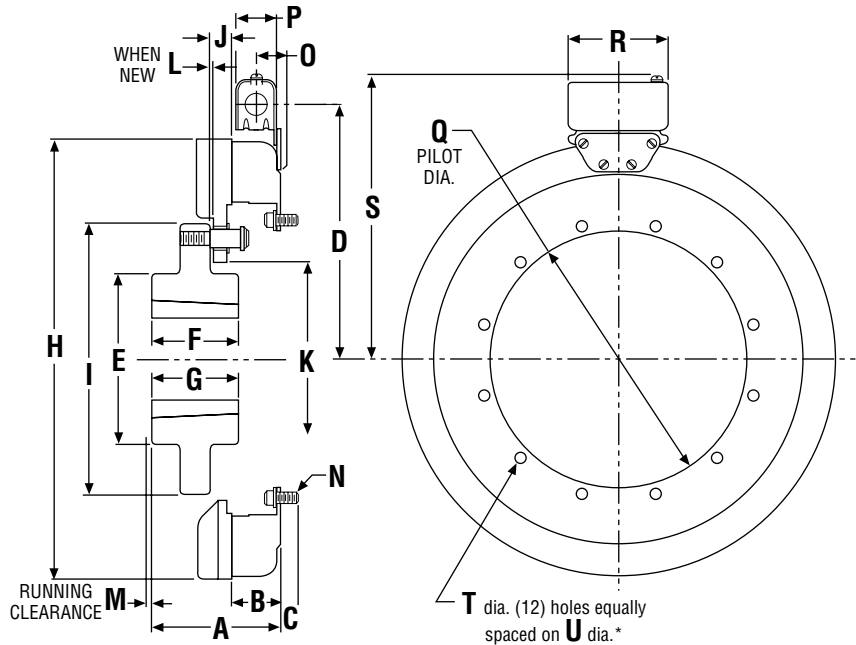 P
J
O
WHEN
NEW
L
R
Q
PILOT
DIA.
S
D
H
I
E
F
G
K
N
RUNNING
CLEARANCE
M
B
C
A
T dia. (12) holes equally
spaced on U dia.*